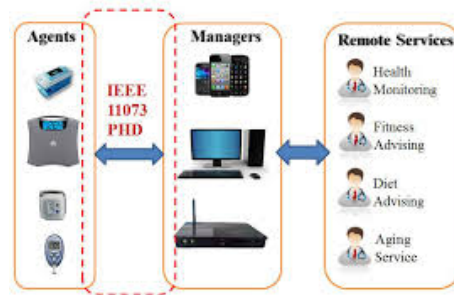 Agents
IEEE
11073
PHD
Managers
Remote Services
Health
Monitoring
Fitness
Advising
Diet
Advising
Aging
Service